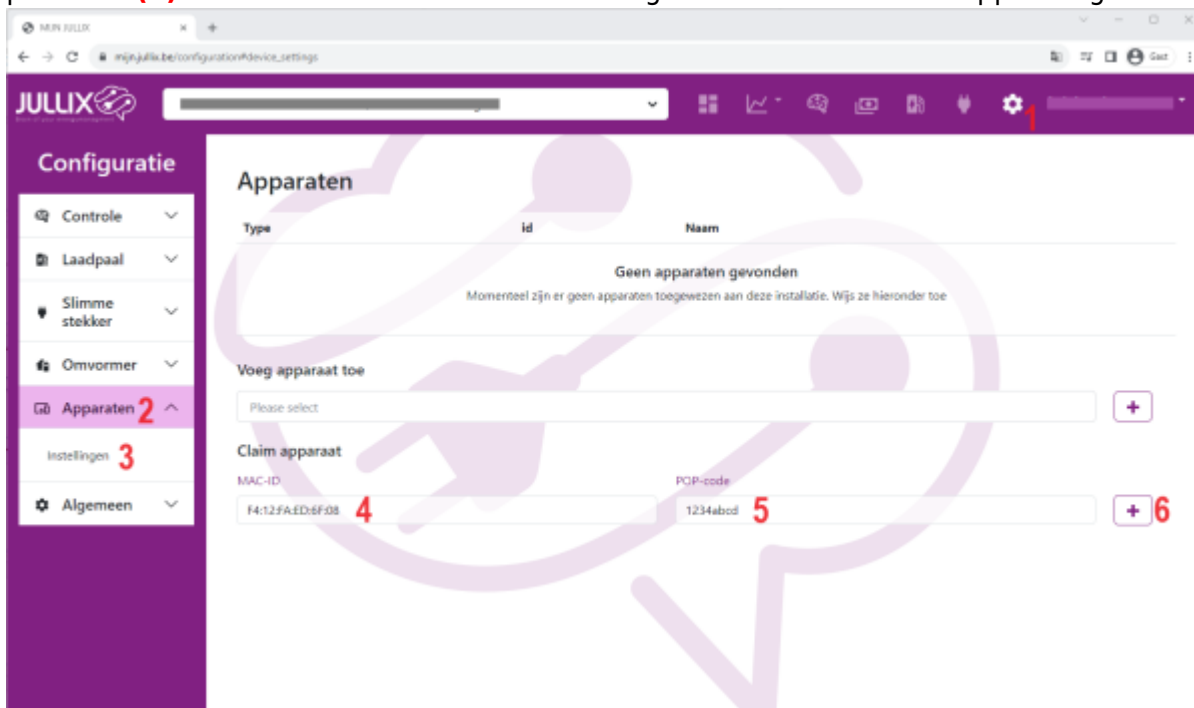 MIJN JULLIX
mijn.jullix.be/configuration#device_settings
Gast
JULLIX
1
Configuratie
Controle
Laadpaal
Slimme
stekker
Omvormer
Apparaten 2
Instellingen 3
Algemeen
Apparaten
Type id Naam
Geen apparaten gevonden
Momenteel zijn er geen apparaten toegewezen aan deze installatie. Wijs ze hieronder toe
Voeg apparaat toe
Please select
+
Claim apparaat
MAC-ID POP-code
F4:12:FA:ED:6F:08 4 1234abcd 5 + 6